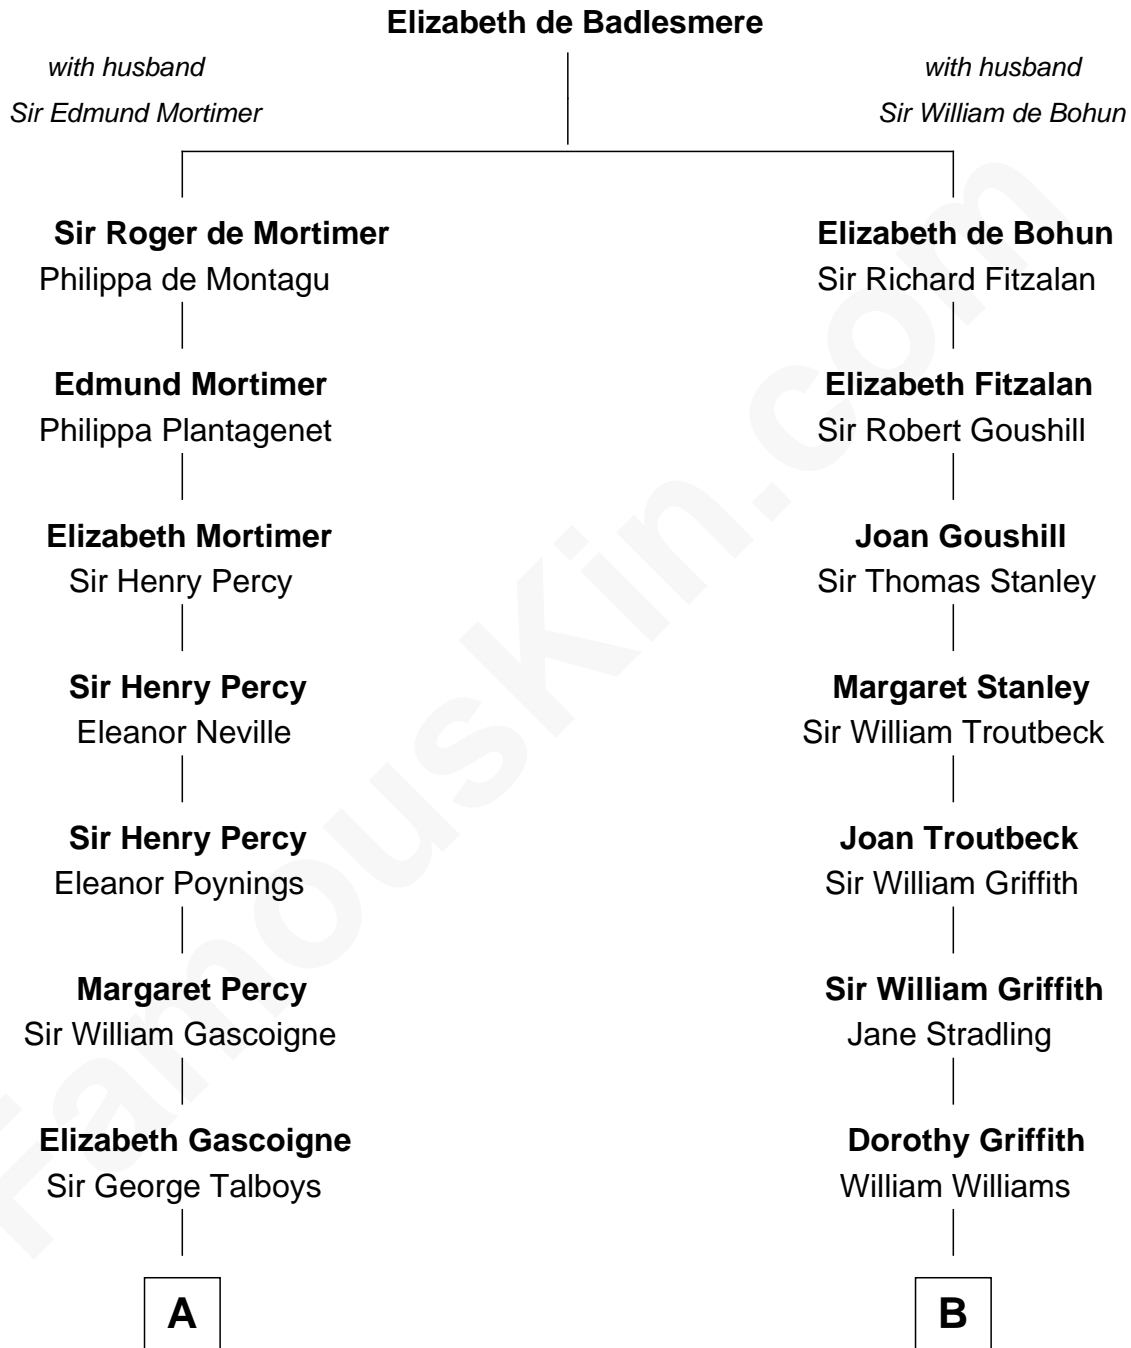 Elizabeth de Badlesmere
with husband
Sir Edmund Mortimer
with husband
Sir William de Bohun
Sir Roger de Mortimer
Philippa de Montagu
Elizabeth de Bohun
Sir Richard Fitzalan
Edmund Mortimer
Philippa Plantagenet
Elizabeth Fitzalan
Sir Robert Goushill
Elizabeth Mortimer
Sir Henry Percy
Joan Goushill
Sir Thomas Stanley
Sir Henry Percy
Eleanor Neville
Margaret Stanley
Sir William Troutbeck
Sir Henry Percy
Eleanor Poynings
Joan Troutbeck
Sir William Griffith
Margaret Percy
Sir William Gascoigne
Sir William Griffith
Jane Stradling
Elizabeth Gascoigne
Sir George Talboys
Dorothy Griffith
William Williams
A
B
FamousKin.com